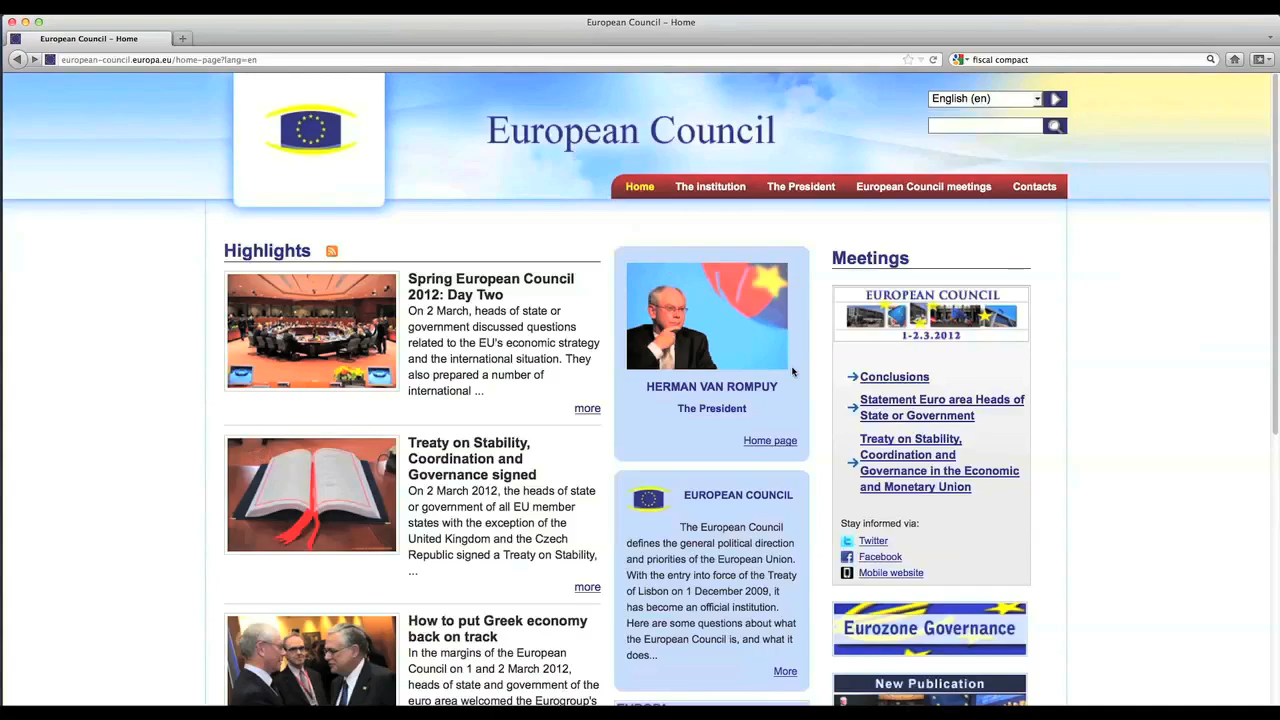 European Council – Home
European Council – Home
european-council.europa.eu/home-page?lang=en
fiscal compact
English (en)
European Council
Home
The institution
The President
European Council meetings
Contacts
Highlights
Spring European Council
2012: Day Two
On 2 March, heads of state or
government discussed questions
related to the EU's economic strategy
and the international situation. They
also prepared a number of
international ...
more
Treaty on Stability,
Coordination and
Governance signed
On 2 March 2012, the heads of state
or government of all EU member
states with the exception of the
United Kingdom and the Czech
Republic signed a Treaty on Stability,
...
more
How to put Greek economy
back on track
In the margins of the European
Council on 1 and 2 March 2012,
heads of state and government of the
euro area welcomed the Eurogroup's
HERMAN VAN ROMPUY
The President
Home page
EUROPEAN COUNCIL
The European Council
defines the general political direction
and priorities of the European Union.
With the entry into force of the Treaty
of Lisbon on 1 December 2009, it
has become an official institution.
Here are some questions about what
the European Council is, and what it
does...
More
Meetings
EUROPEAN COUNCIL
1-2.3.2012
Conclusions
Statement Euro area Heads of
State or Government
Treaty on Stability,
Coordination and
Governance in the Economic
and Monetary Union
Stay informed via:
Twitter
Facebook
Mobile website
Eurozone Governance
New Publication